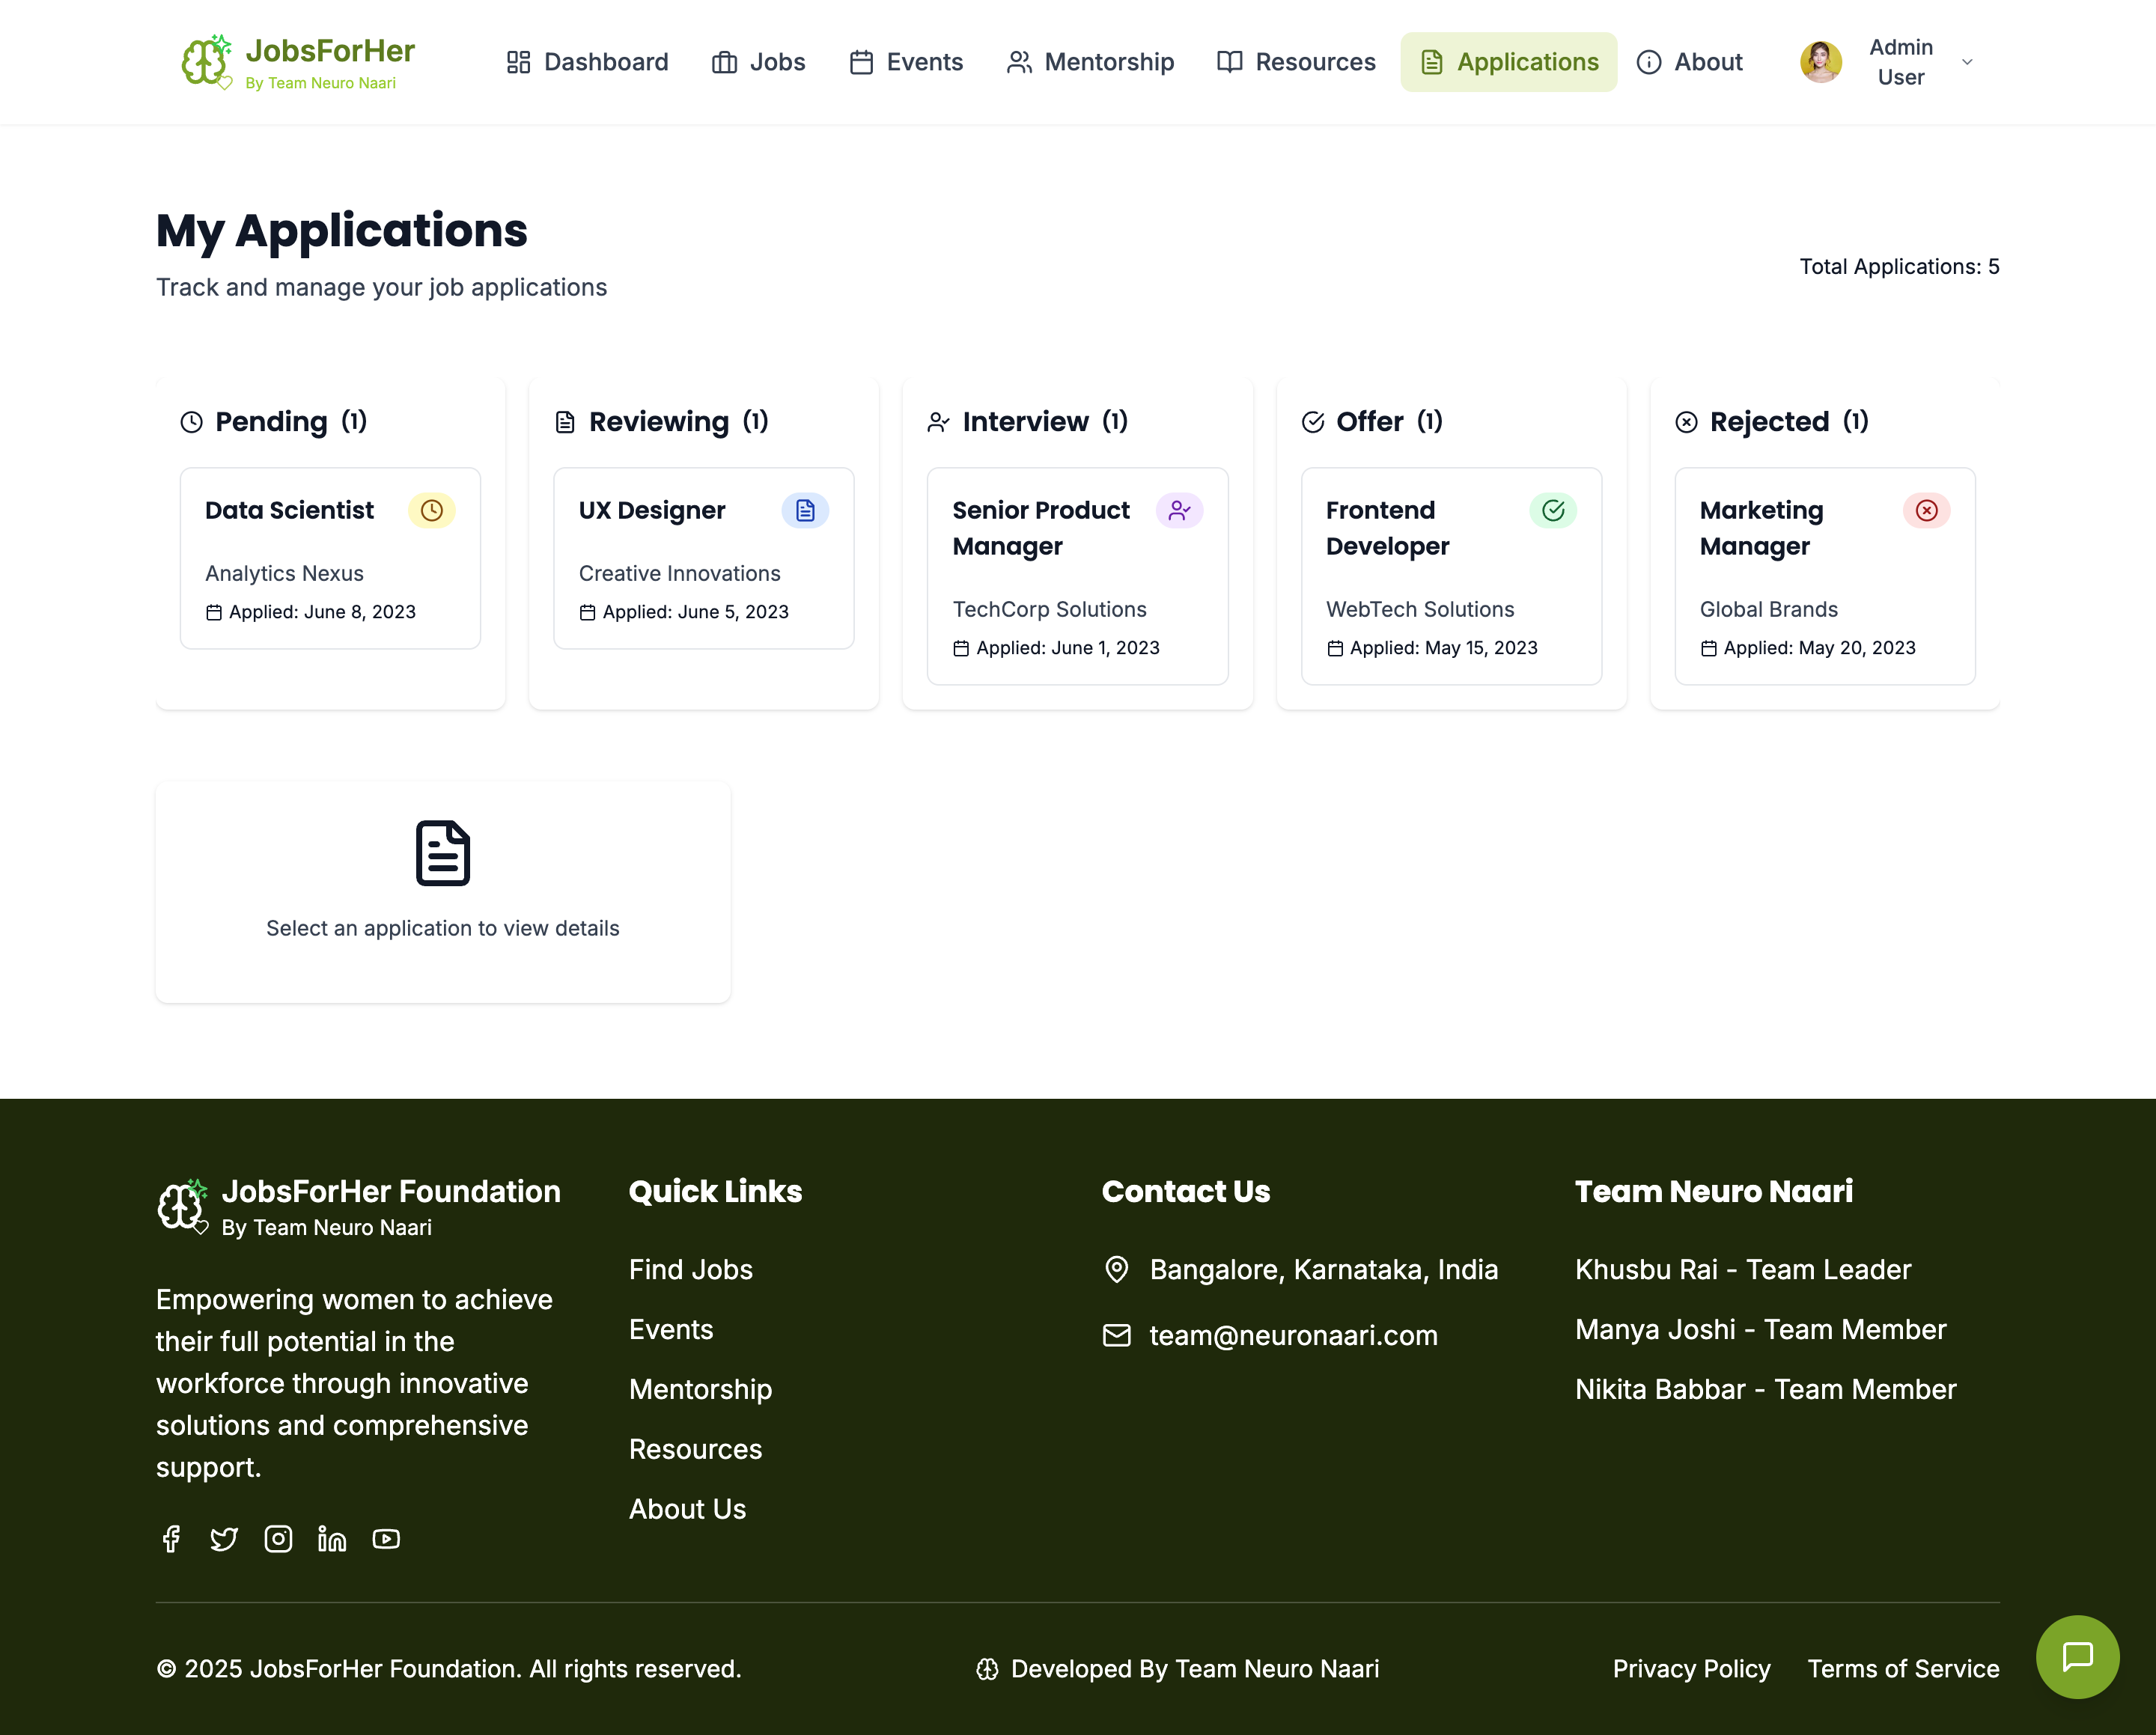 JobsForHer
By Team Neuro Naari
Dashboard
Jobs
Events
Mentorship
Resources
Applications
About
Admin
User
My Applications
Track and manage your job applications
Total Applications: 5
Pending (1)
Data Scientist
Analytics Nexus
Applied: June 8, 2023
Reviewing (1)
UX Designer
Creative Innovations
Applied: June 5, 2023
Interview (1)
Senior Product
Manager
TechCorp Solutions
Applied: June 1, 2023
Offer (1)
Frontend
Developer
WebTech Solutions
Applied: May 15, 2023
Rejected (1)
Marketing
Manager
Global Brands
Applied: May 20, 2023
Select an application to view details
JobsForHer Foundation
By Team Neuro Naari
Empowering women to achieve
their full potential in the
workforce through innovative
solutions and comprehensive
support.
Quick Links
Find Jobs
Events
Mentorship
Resources
About Us
Contact Us
Bangalore, Karnataka, India
team@neuronaari.com
Team Neuro Naari
Khusbu Rai - Team Leader
Manya Joshi - Team Member
Nikita Babbar - Team Member
© 2025 JobsForHer Foundation. All rights reserved.
Developed By Team Neuro Naari
Privacy Policy
Terms of Service